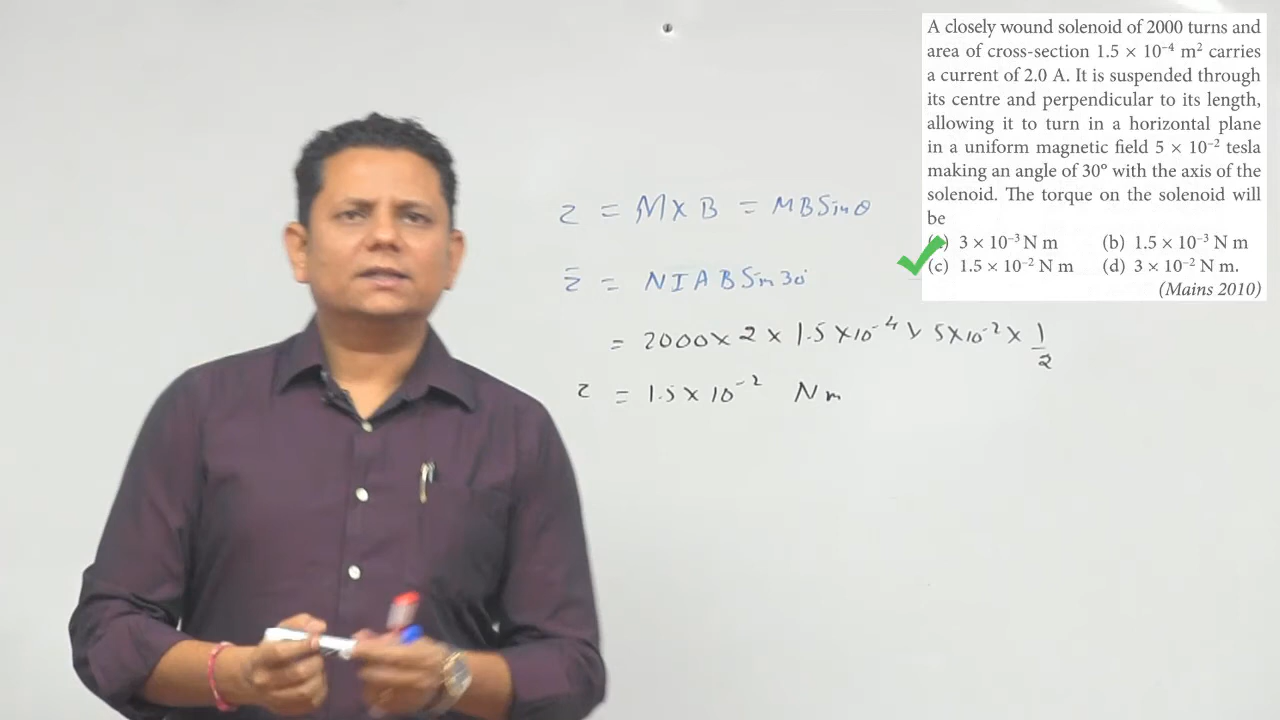 A closely wound solenoid of 2000 turns and
area of cross-section 1.5 × 10⁻⁴ m² carries
a current of 2.0 A. It is suspended through
its centre and perpendicular to its length,
allowing it to turn in a horizontal plane
in a uniform magnetic field 5 × 10⁻² tesla
making an angle of 30° with the axis of the
solenoid. The torque on the solenoid will
be
3 × 10⁻³ N m (b) 1.5 × 10⁻³ N m
(c) 1.5 × 10⁻² N m (d) 3 × 10⁻² N m.
(Mains 2010)
τ = M × B = MB Sin θ
τ̄ = NIAB Sin 30°
= 2000 × 2 × 1.5 × 10⁻⁴ × 5 × 10⁻² × 1/2
τ = 1.5 × 10⁻² Nm